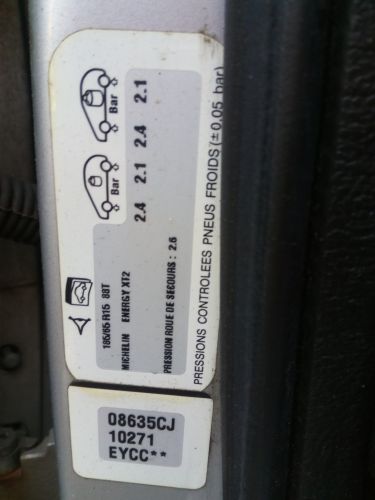 Bar Bar
2.4 2.1 2.4 2.1
185/65 R15 88T
MICHELIN ENERGY XT2
PRESSION ROUE DE SECOURS : 2.6
PRESSIONS CONTROLEES PNEUS FROIDS (±0,05 bar)
08635CJ
10271
EYCC**